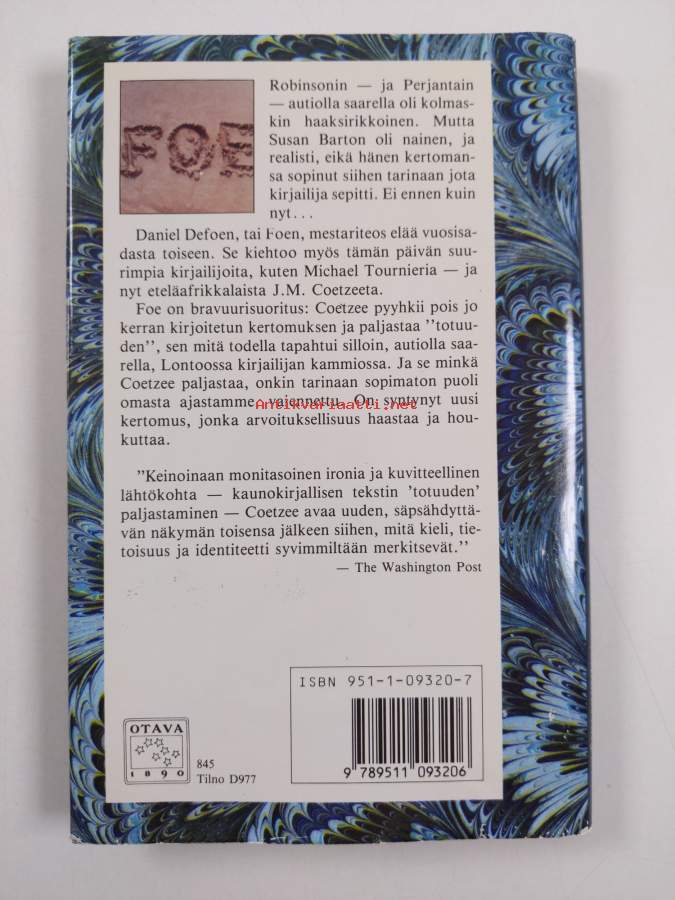 FOE
Robinsonin — ja Perjantain
— autiolla saarella oli kolmas-
kin haaksirikkoinen. Mutta
Susan Barton oli nainen, ja
realisti, eikä hänen kertoman-
sa sopinut siihen tarinaan jota
kirjailija sepitti. Ei ennen kuin
nyt...
Daniel Defoen, tai Foen, mestariteos elää vuosisa-
dasta toiseen. Se kiehtoo myös tämän päivän suu-
rimpia kirjailijoita, kuten Michael Tournieria — ja
nyt eteläafrikkalaista J.M. Coetzeeta.
Foe on bravuurisuoritus: Coetzee pyyhkii pois jo
kerran kirjoitetun kertomuksen ja paljastaa ''totuu-
den'', sen mitä todella tapahtui silloin, autiolla saa-
rella, Lontoossa kirjailijan kammiossa. Ja se minkä
Coetzee paljastaa, onkin tarinaan sopimaton puoli
omasta ajastamme, vaiennettu. On syntynyt uusi
Antikvariaatti.net
kertomus, jonka arvoituksellisuus haastaa ja hou-
kuttaa.
''Keinoinaan monitasoinen ironia ja kuvitteellinen
lähtökohta — kaunokirjallisen tekstin 'totuuden'
paljastaminen — Coetzee avaa uuden, säpsähdyttä-
vän näkymän toisensa jälkeen siihen, mitä kieli, tie-
toisuus ja identiteetti syvimmiltään merkitsevät.''
— The Washington Post
ISBN 951-1-09320-7
9 789511 093206
OTAVA
1890
845
Tilno D977